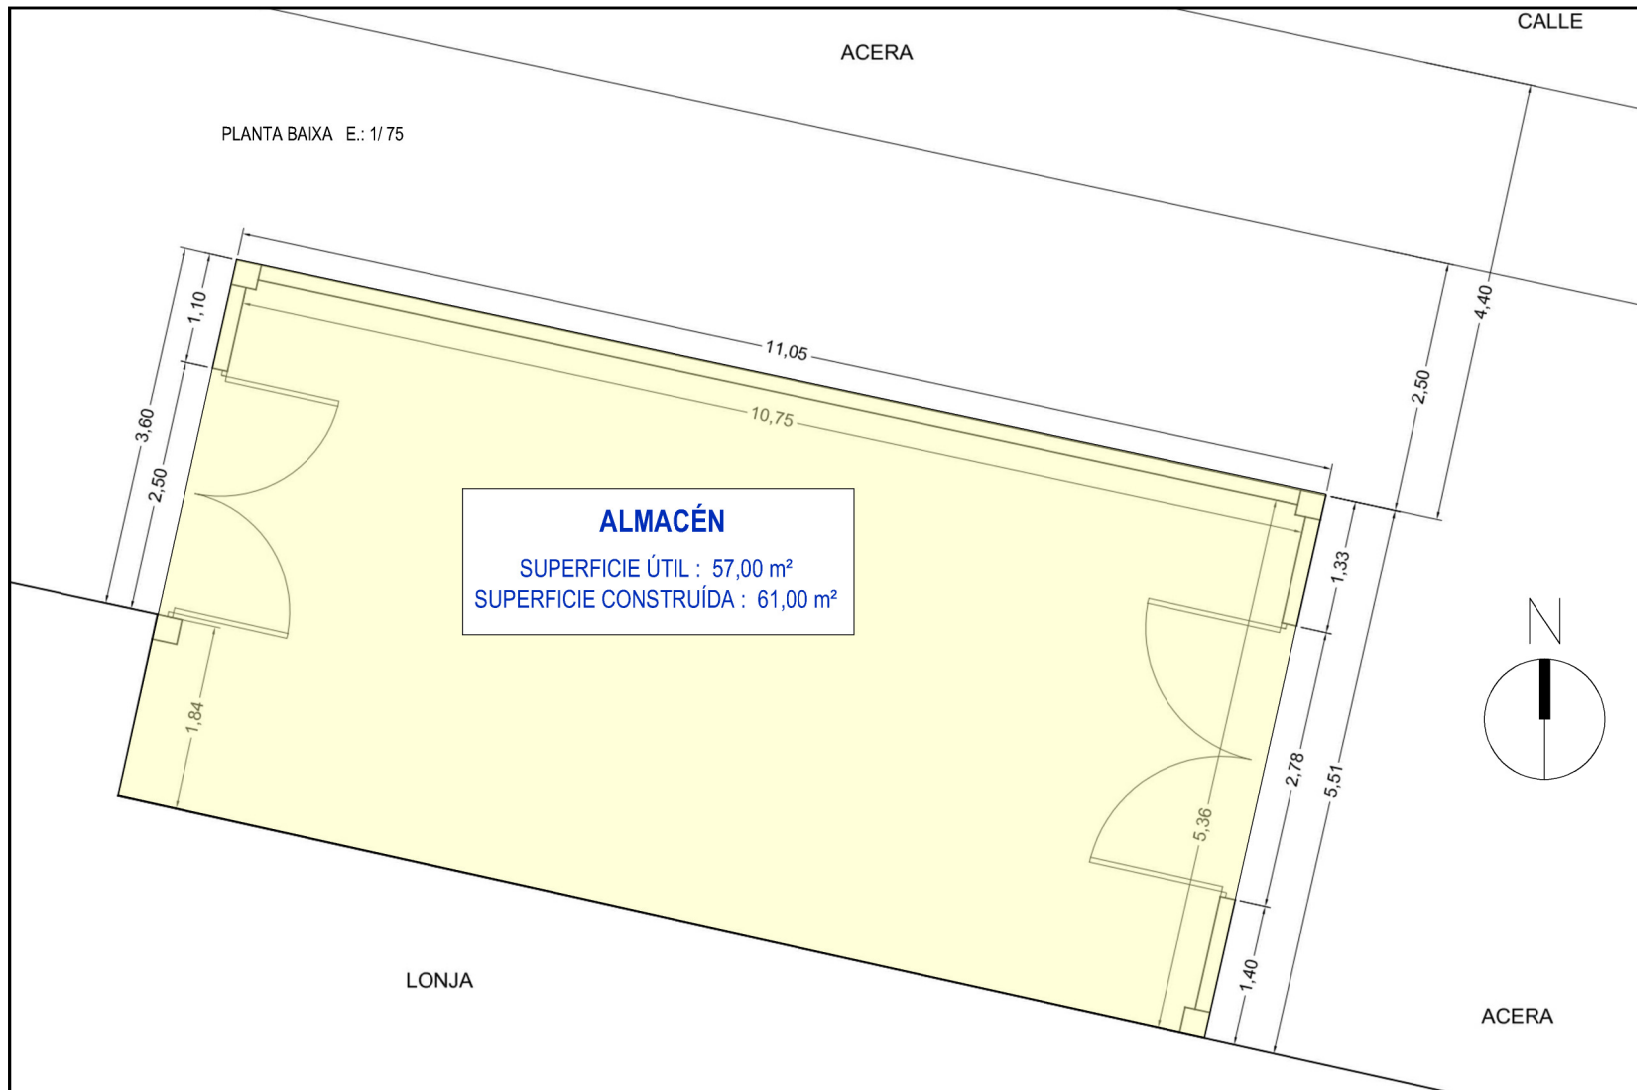 CALLE
ACERA
PLANTA BAIXA E.: 1/ 75
1,10
3,60
2,50
11,05
10,75
2,50
4,40
ALMACÉN
SUPERFICIE ÚTIL : 57,00 m²
SUPERFICIE CONSTRUÍDA : 61,00 m²
1,33
N
1,84
2,78
5,51
5,36
1,40
LONJA
ACERA